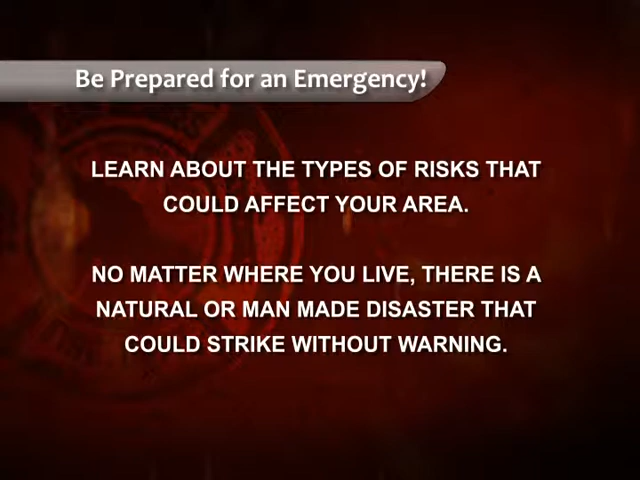 Be Prepared for an Emergency!
LEARN ABOUT THE TYPES OF RISKS THAT
COULD AFFECT YOUR AREA.
NO MATTER WHERE YOU LIVE, THERE IS A
NATURAL OR MAN MADE DISASTER THAT
COULD STRIKE WITHOUT WARNING.